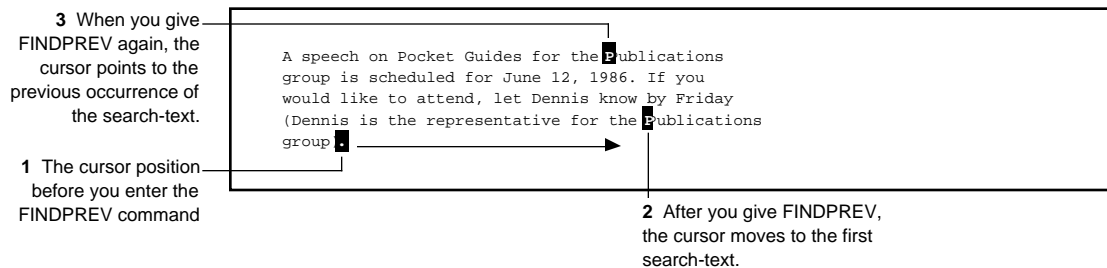 3 When you give
FINDPREV again, the
cursor points to the
previous occurrence of
the search-text.
A speech on Pocket Guides for the Publications
group is scheduled for June 12, 1986. If you
would like to attend, let Dennis know by Friday
(Dennis is the representative for the Publications
group).
1 The cursor position
before you enter the
FINDPREV command
2 After you give FINDPREV,
the cursor moves to the first
search-text.